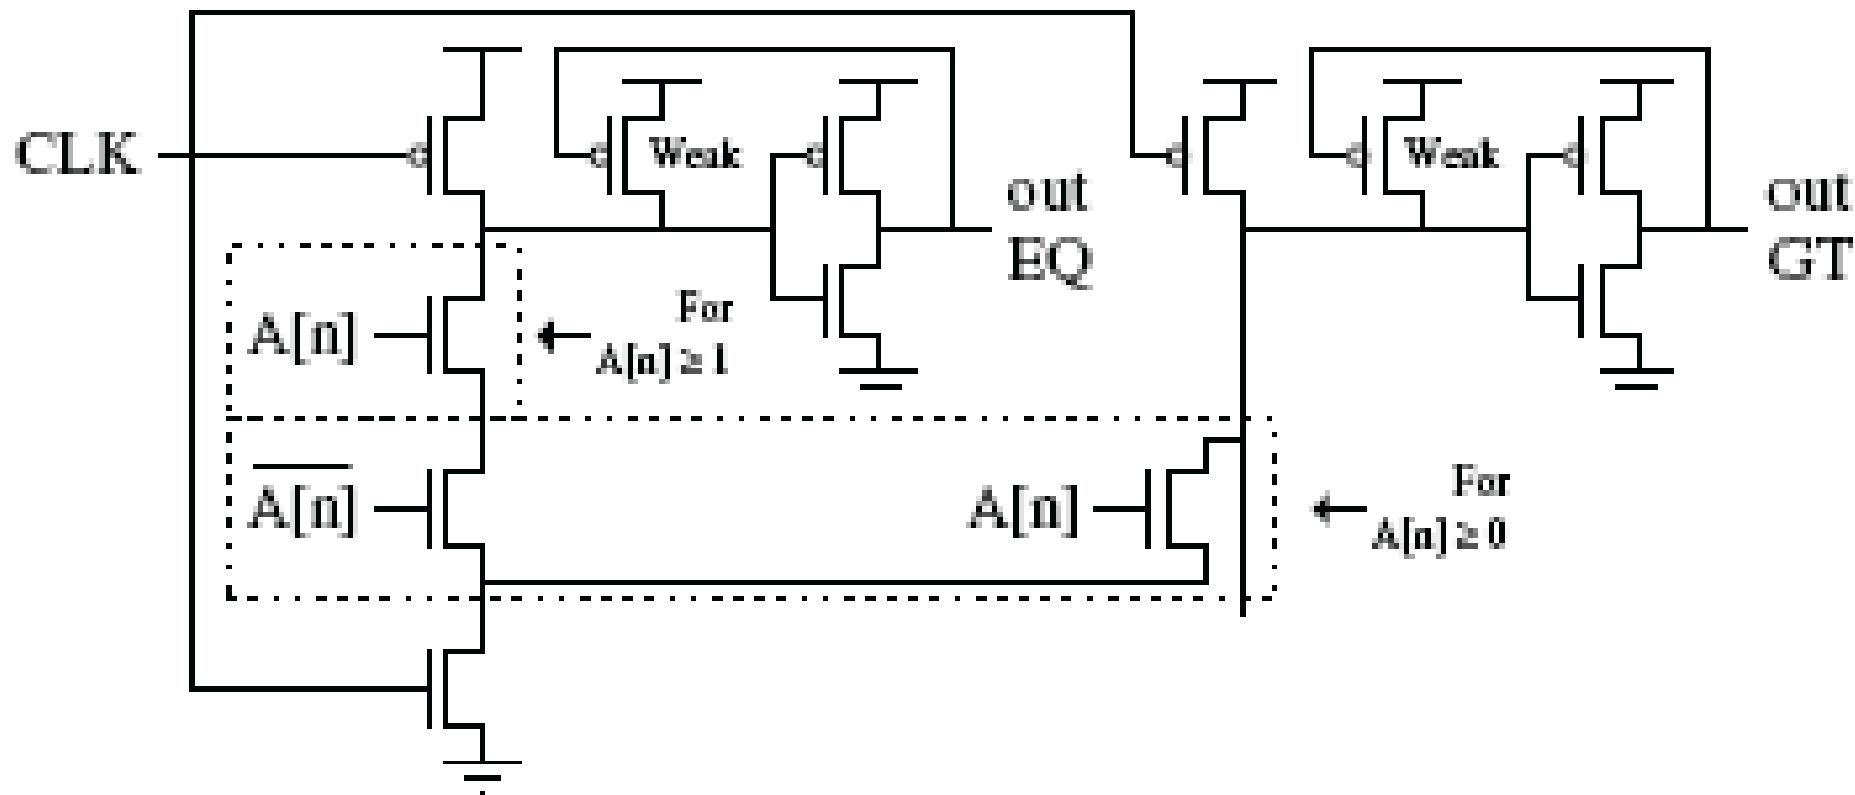 CLK
Weak
out
EQ
Weak
out
GT
A[n]
For
A[n] ≥ 1
A[n]
A[n]
For
A[n] ≥ 0